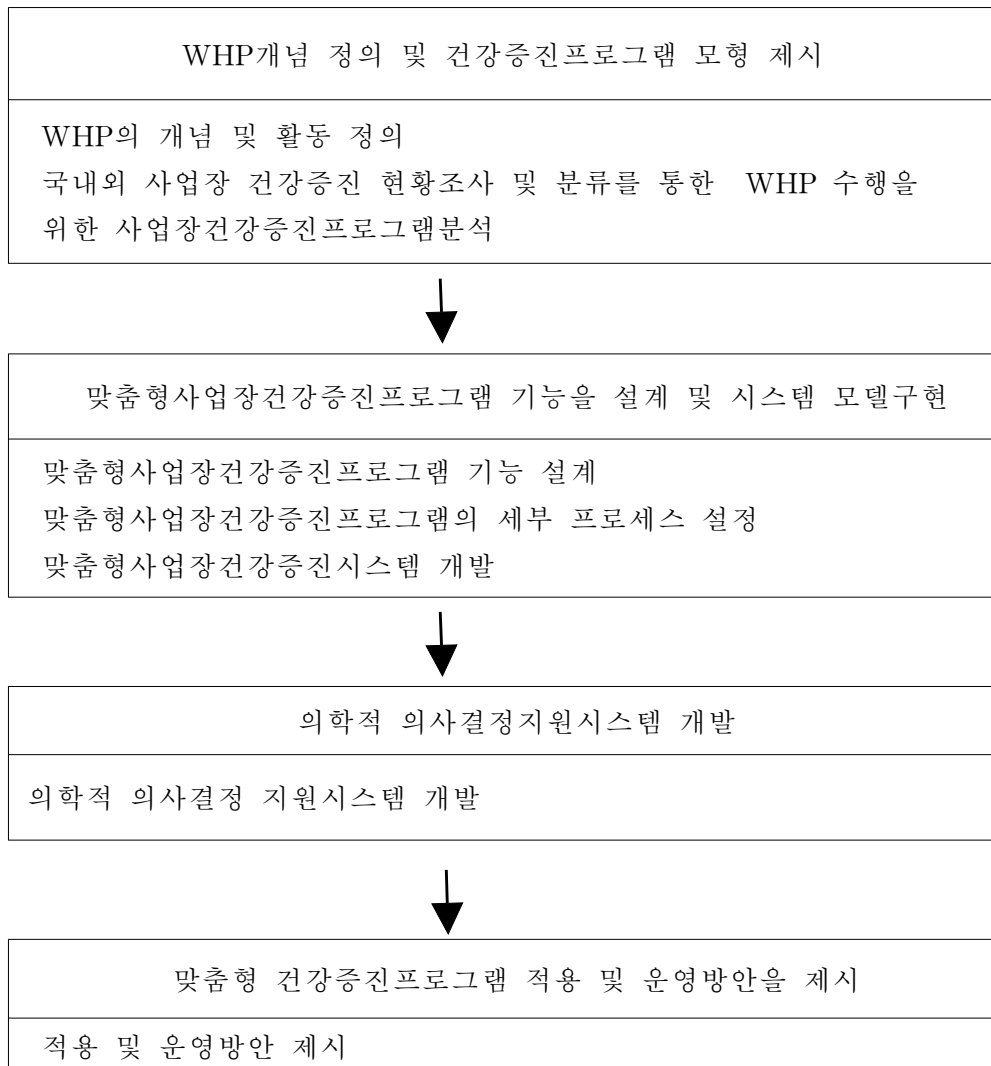 WHP개념 정의 및 건강증진프로그램 모형 제시
WHP의 개념 및 활동 정의
국내외 사업장 건강증진 현황조사 및 분류를 통한 WHP 수행을
위한 사업장건강증진프로그램분석
맞춤형사업장건강증진프로그램 기능을 설계 및 시스템 모델구현
맞춤형사업장건강증진프로그램 기능 설계
맞춤형사업장건강증진프로그램의 세부 프로세스 설정
맞춤형사업장건강증진시스템 개발
의학적 의사결정지원시스템 개발
의학적 의사결정 지원시스템 개발
맞춤형 건강증진프로그램 적용 및 운영방안을 제시
적용 및 운영방안 제시